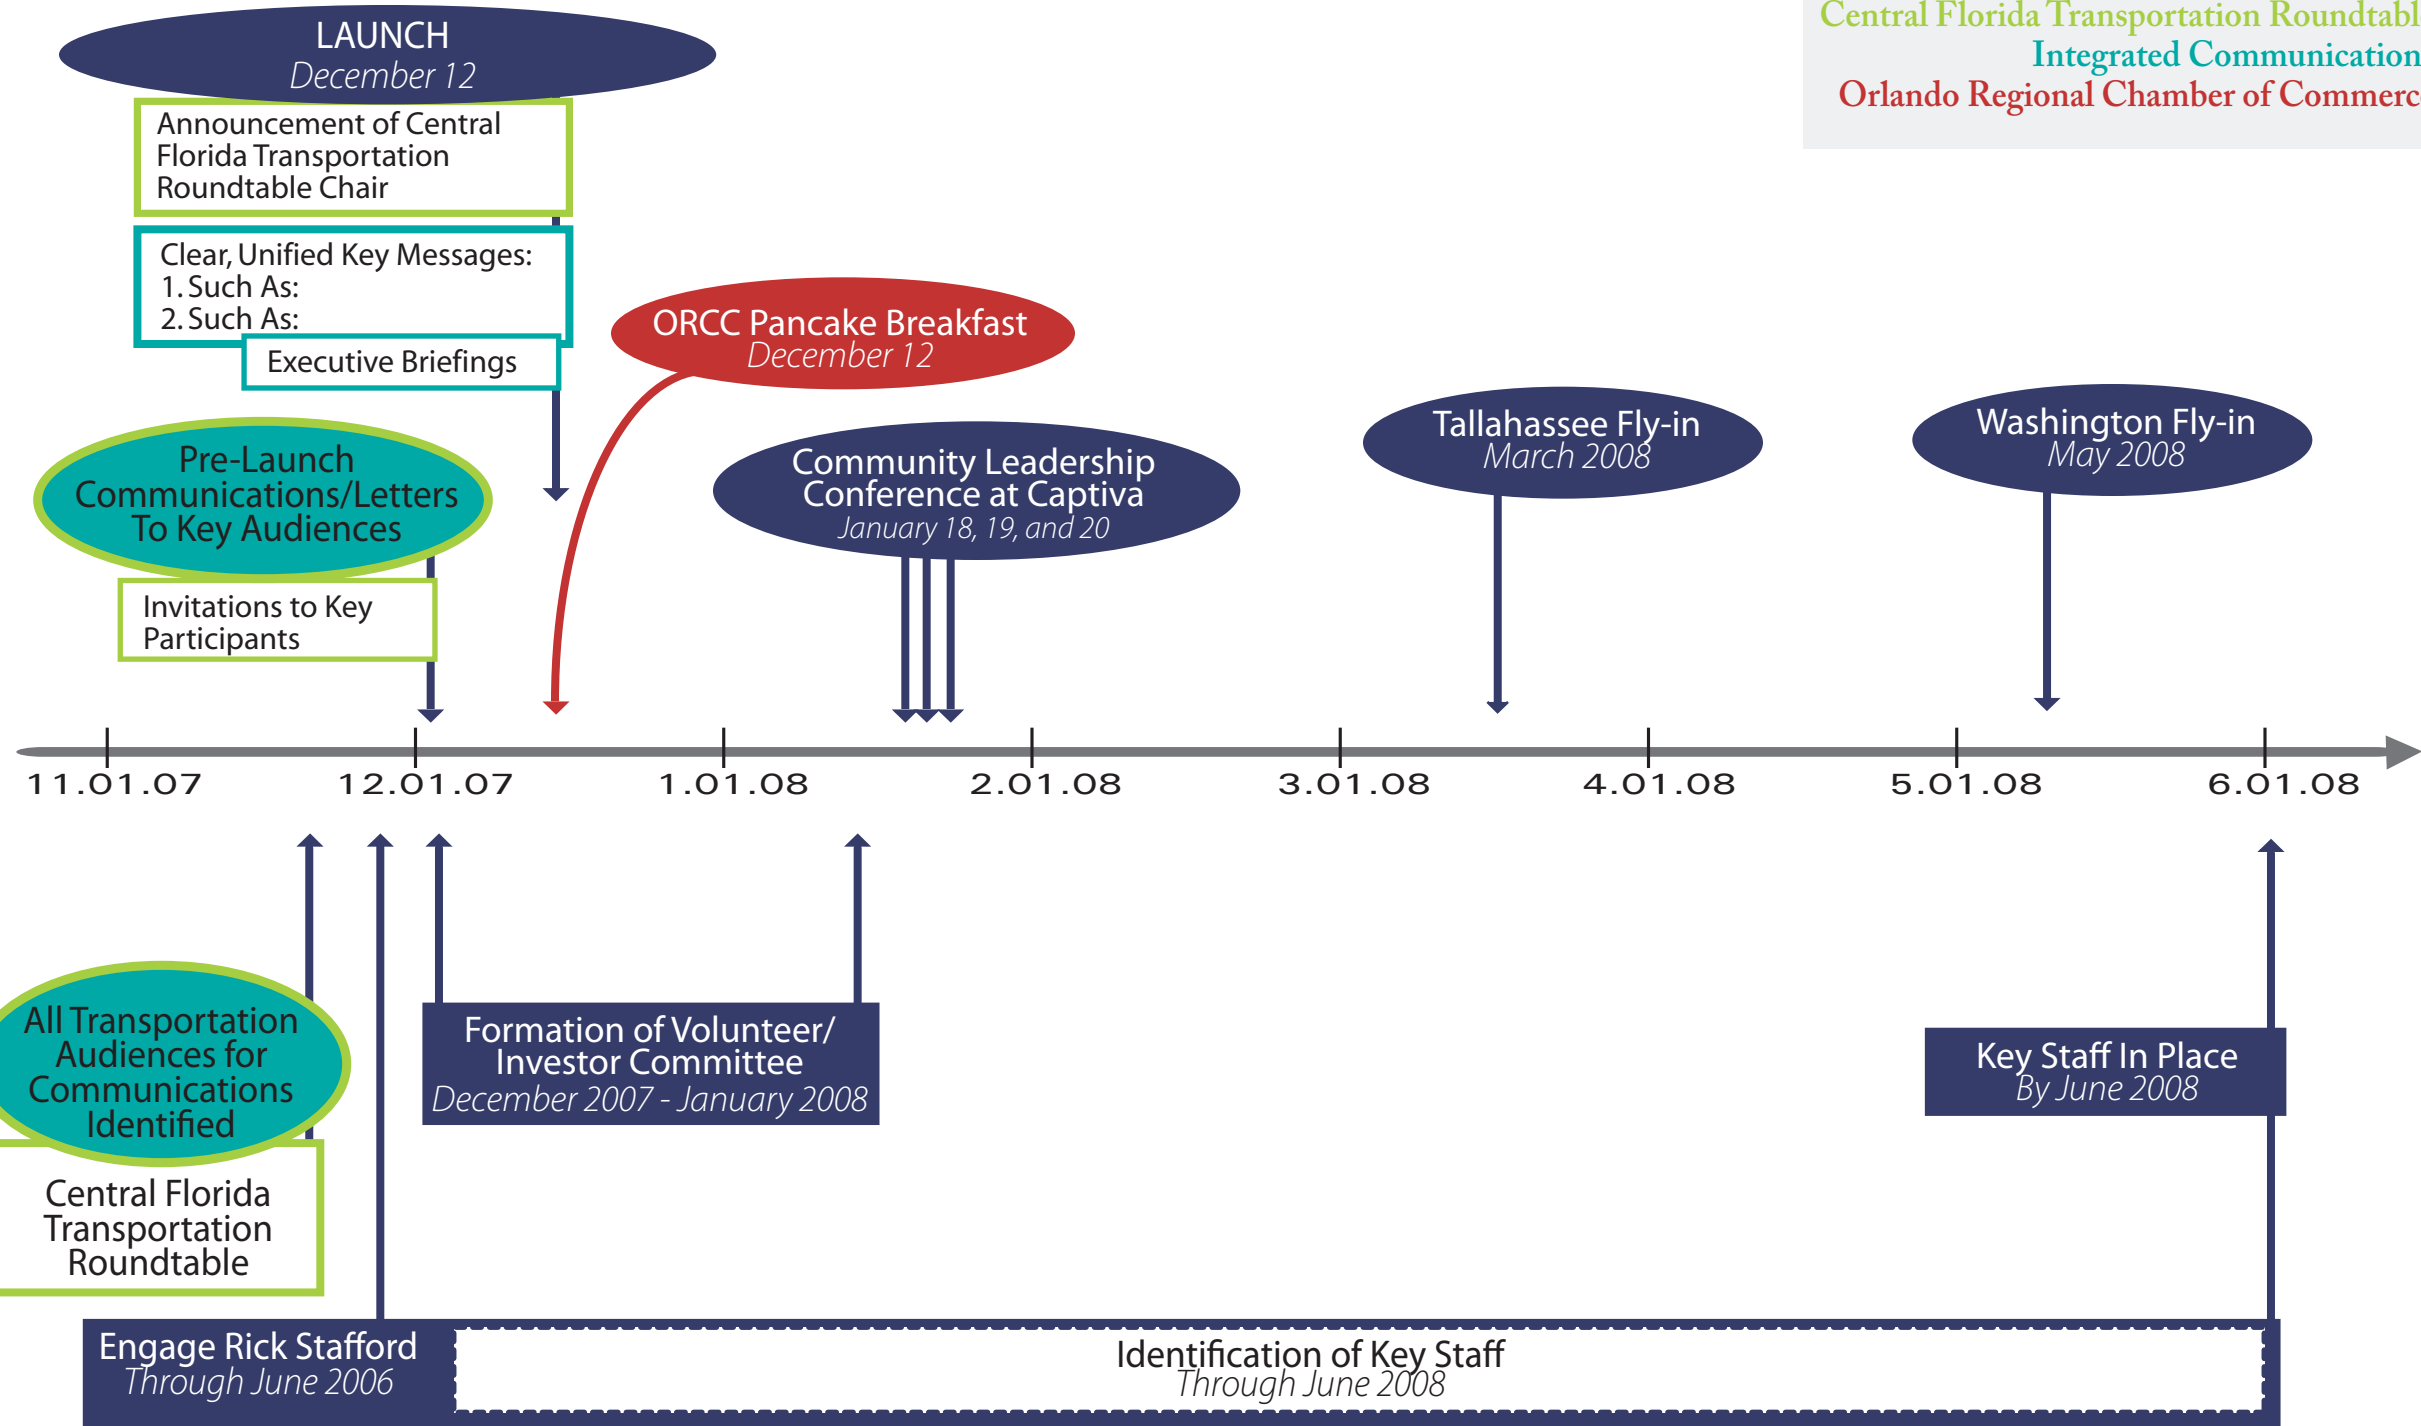 LAUNCH
December 12
Announcement of Central
Florida Transportation
Roundtable Chair
Clear, Unified Key Messages:
1. Such As:
2. Such As:
Executive Briefings
Central Florida Transportation Roundtabl
Integrated Communication
Orlando Regional Chamber of Commerc
ORCC Pancake Breakfast
December 12
Pre-Launch
Communications/Letters
To Key Audiences
Invitations to Key
Participants
Community Leadership
Conference at Captiva
January 18, 19, and 20
Tallahassee Fly-in
March 2008
Washington Fly-in
May 2008
11.01.07
12.01.07
1.01.08
2.01.08
3.01.08
4.01.08
5.01.08
6.01.08
All Transportation
Audiences for
Communications
Identified
Central Florida
Transportation
Roundtable
Formation of Volunteer/
Investor Committee
December 2007 - January 2008
Key Staff In Place
By June 2008
Engage Rick Stafford
Through June 2006
Identification of Key Staff
Through June 2008